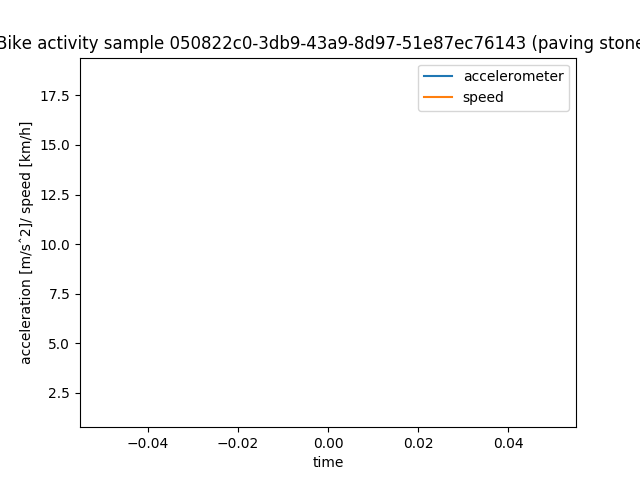 Bike activity sample 050822c0-3db9-43a9-8d97-51e87ec76143 (paving stone
accelerometer
speed
17.5
15.0
12.5
10.0
7.5
5.0
2.5
acceleration [m/s^2]/ speed [km/h]
−0.04 −0.02 0.00 0.02 0.04
time